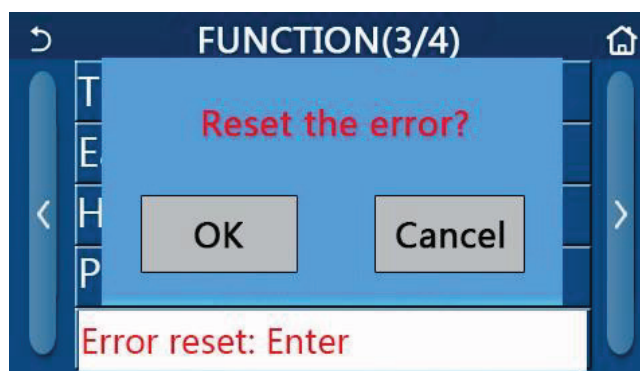 FUNCTION(3/4)
Reset the error?
OK
Cancel
Error reset: Enter